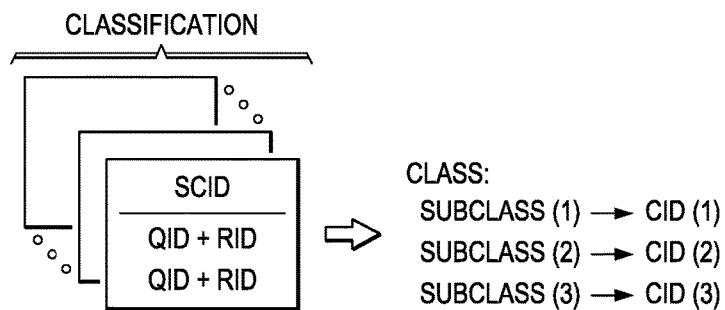 CLASSIFICATION
SCID
QID + RID
QID + RID
CLASS:
SUBCLASS (1) → CID (1)
SUBCLASS (2) → CID (2)
SUBCLASS (3) → CID (3)